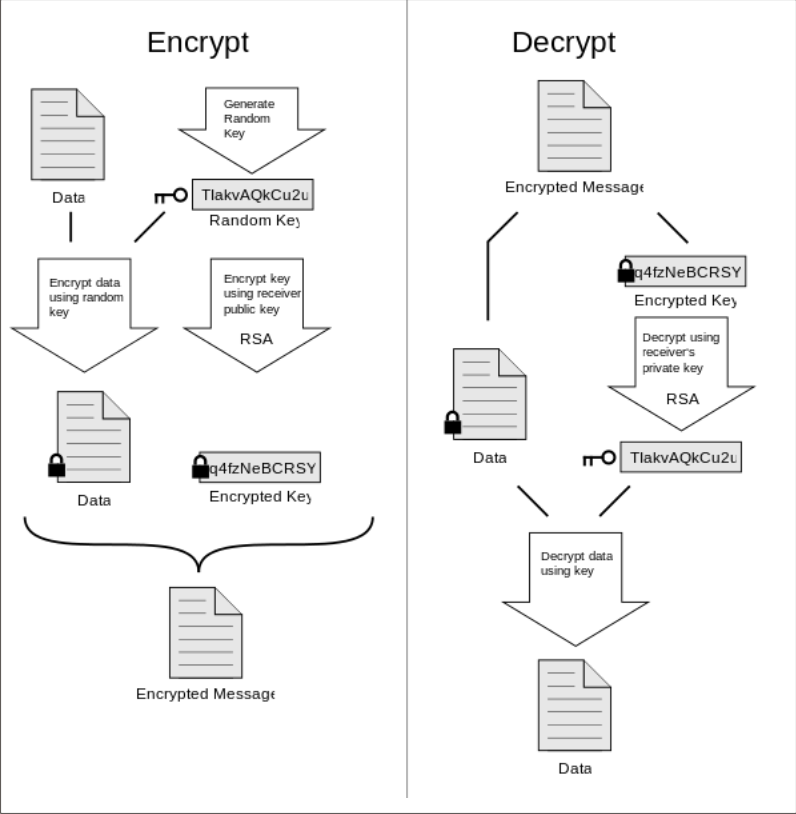 Encrypt
Generate
Random
Key
TlakvAQkCu2u
Data
Random Key
Encrypt data
using random
key
Encrypt key
using receiver
public key
RSA
q4fzNeBCRSY
Data
Encrypted Key
Encrypted Message
Decrypt
Encrypted Message
q4fzNeBCRSY
Encrypted Key
Decrypt using
receiver's
private key
RSA
Data
TlakvAQkCu2u
Decrypt data
using key
Data